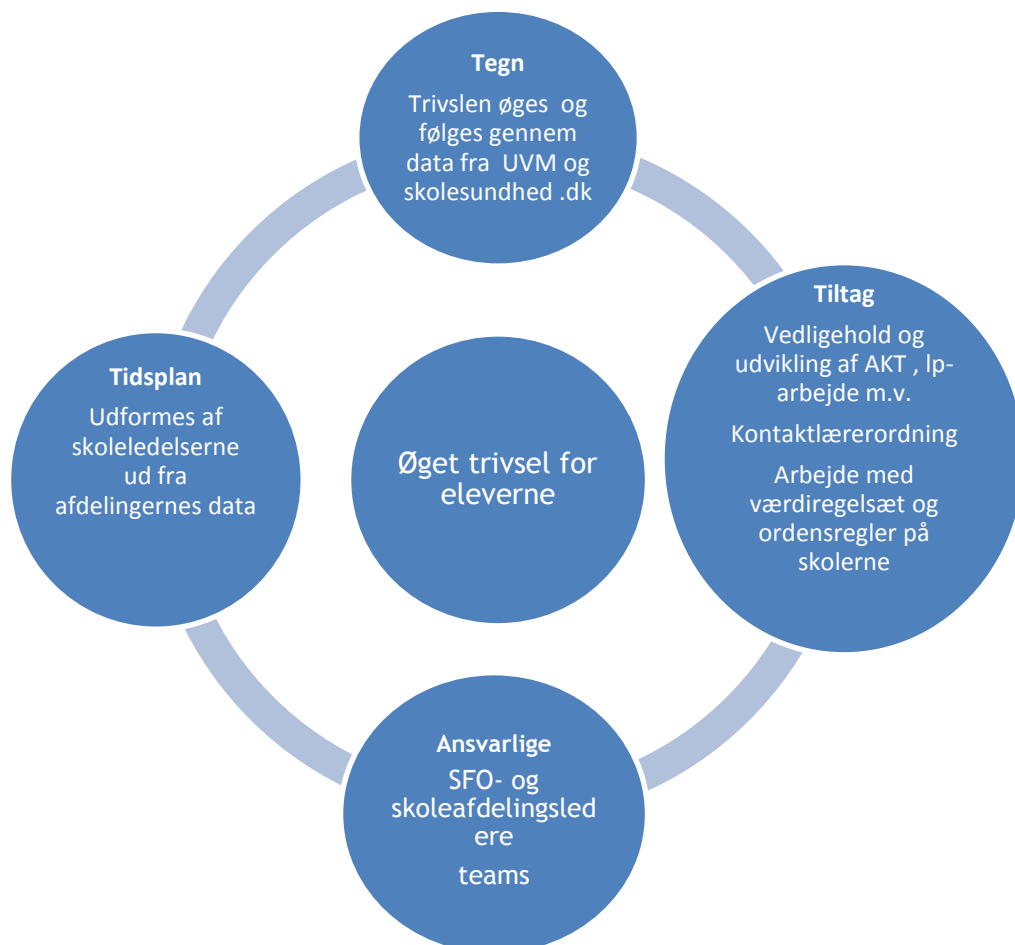 Tegn
Trivslen øges og
følges gennem
data fra UVM og
skolesundhed .dk
Tiltag
Vedligehold og
udvikling af AKT , lp-
arbejde m.v.
Kontaktlærerordning
Arbejde med
værdiregelsæt og
ordensregler på
skolerne
Tidsplan
Udformes af
skoleledelserne
ud fra
afdelingernes data
Øget trivsel for
eleverne
Ansvarlige
SFO- og
skoleafdelingsled
ere
teams